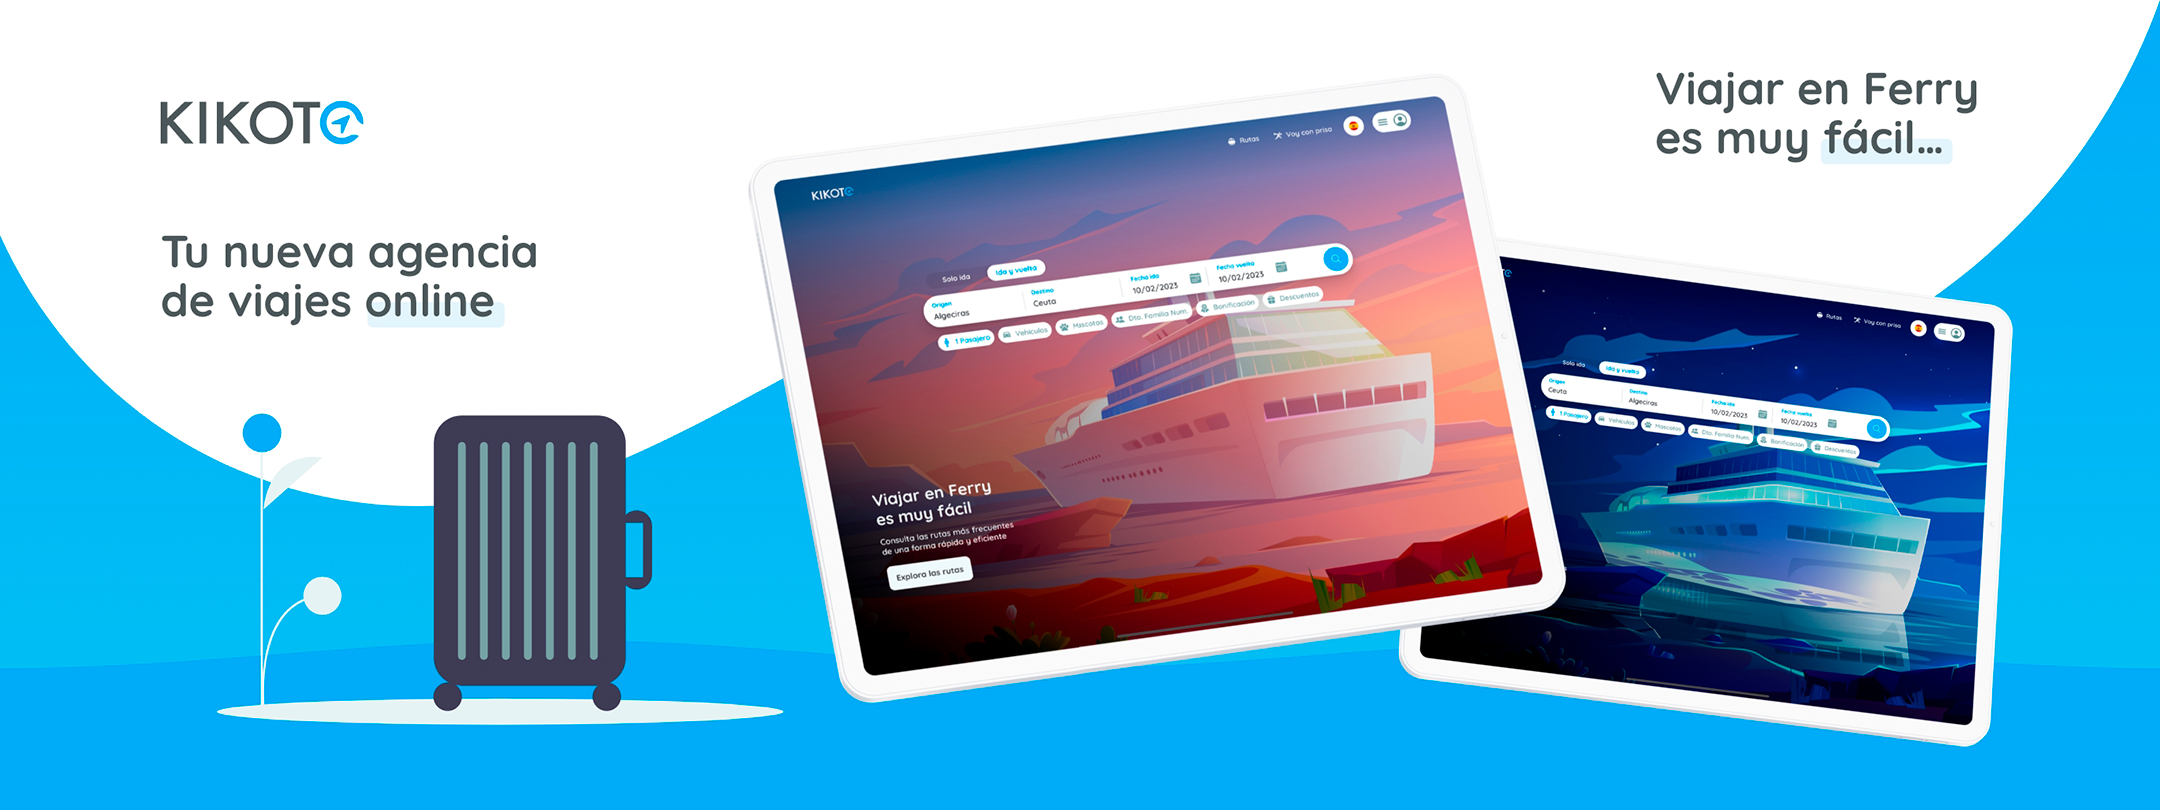 KIKOTO
Tu nueva agencia
de viajes online
Viajar en Ferry
es muy fácil...
KIKOTO
Rutas
Voy con prisa
Solo ida
Ida y vuelta
Origen
Algeciras
Destino
Ceuta
Fecha ida
10/02/2023
Fecha vuelta
10/02/2023
1 Pasajero
Vehículos
Mascotas
Dto. Familia Num.
Bonificación
Descuentos
Viajar en Ferry
es muy fácil
Consulta las rutas más frecuentes
de una forma rápida y eficiente
Explora las rutas
Rutas
Voy con prisa
Solo ida
Ida y vuelta
Origen
Ceuta
Destino
Algeciras
Fecha ida
10/02/2023
Fecha vuelta
10/02/2023
1 Pasajero
Vehículos
Mascotas
Dto. Familia Num.
Bonificación
Descuentos